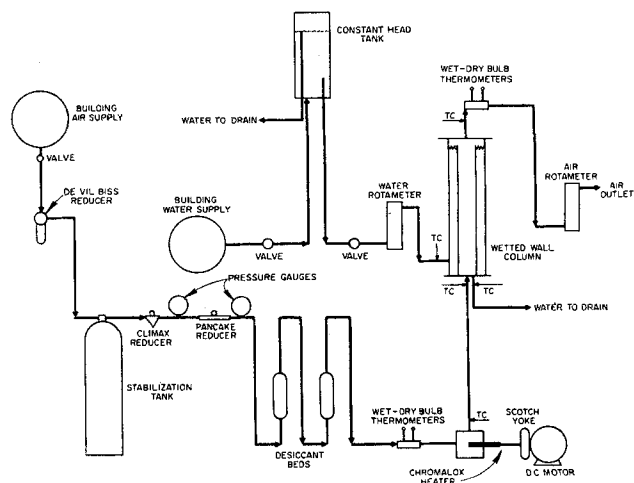 CONSTANT HEAD
TANK
WET-DRY BULB
THERMOMETERS
BUILDING
AIR SUPPLY
TC
WATER TO DRAIN
VALVE
AIR
ROTAMETER
AIR
OUTLET
DE VIL BISS
REDUCER
WATER
ROTAMETER
BUILDING
WATER SUPPLY
TC
WETTED WALL
COLUMN
VALVE
VALVE
PRESSURE GAUGES
TC
TC
WATER TO DRAIN
CLIMAX
REDUCER
PANCAKE
REDUCER
STABILIZATION
TANK
WET-DRY BULB
THERMOMETERS
TC
SCOTCH
YOKE
DESICCANT
BEDS
CHROMALOX
HEATER
D C MOTOR